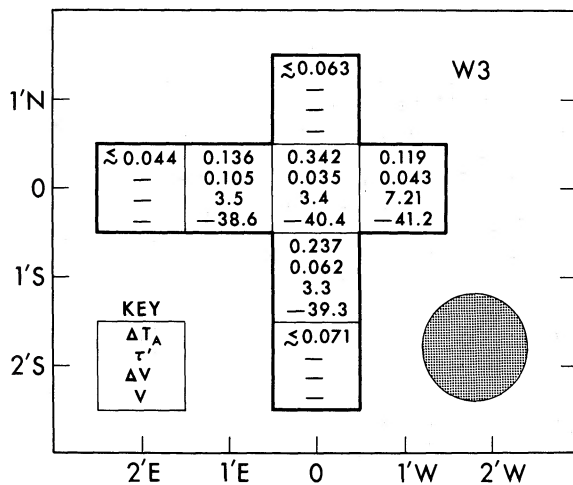 ≲0.063
W3
1′N
—
—
—
≲0.044 0.136 0.342 0.119
— 0.105 0.035 0.043
0 — 3.5 3.4 7.21
— —38.6 —40.4 —41.2
0.237
0.062
1′S 3.3
—39.3
KEY
≲0.071
ΔT_A
τ′ —
2′S ΔV —
V —
2′E 1′E 0 1′W 2′W